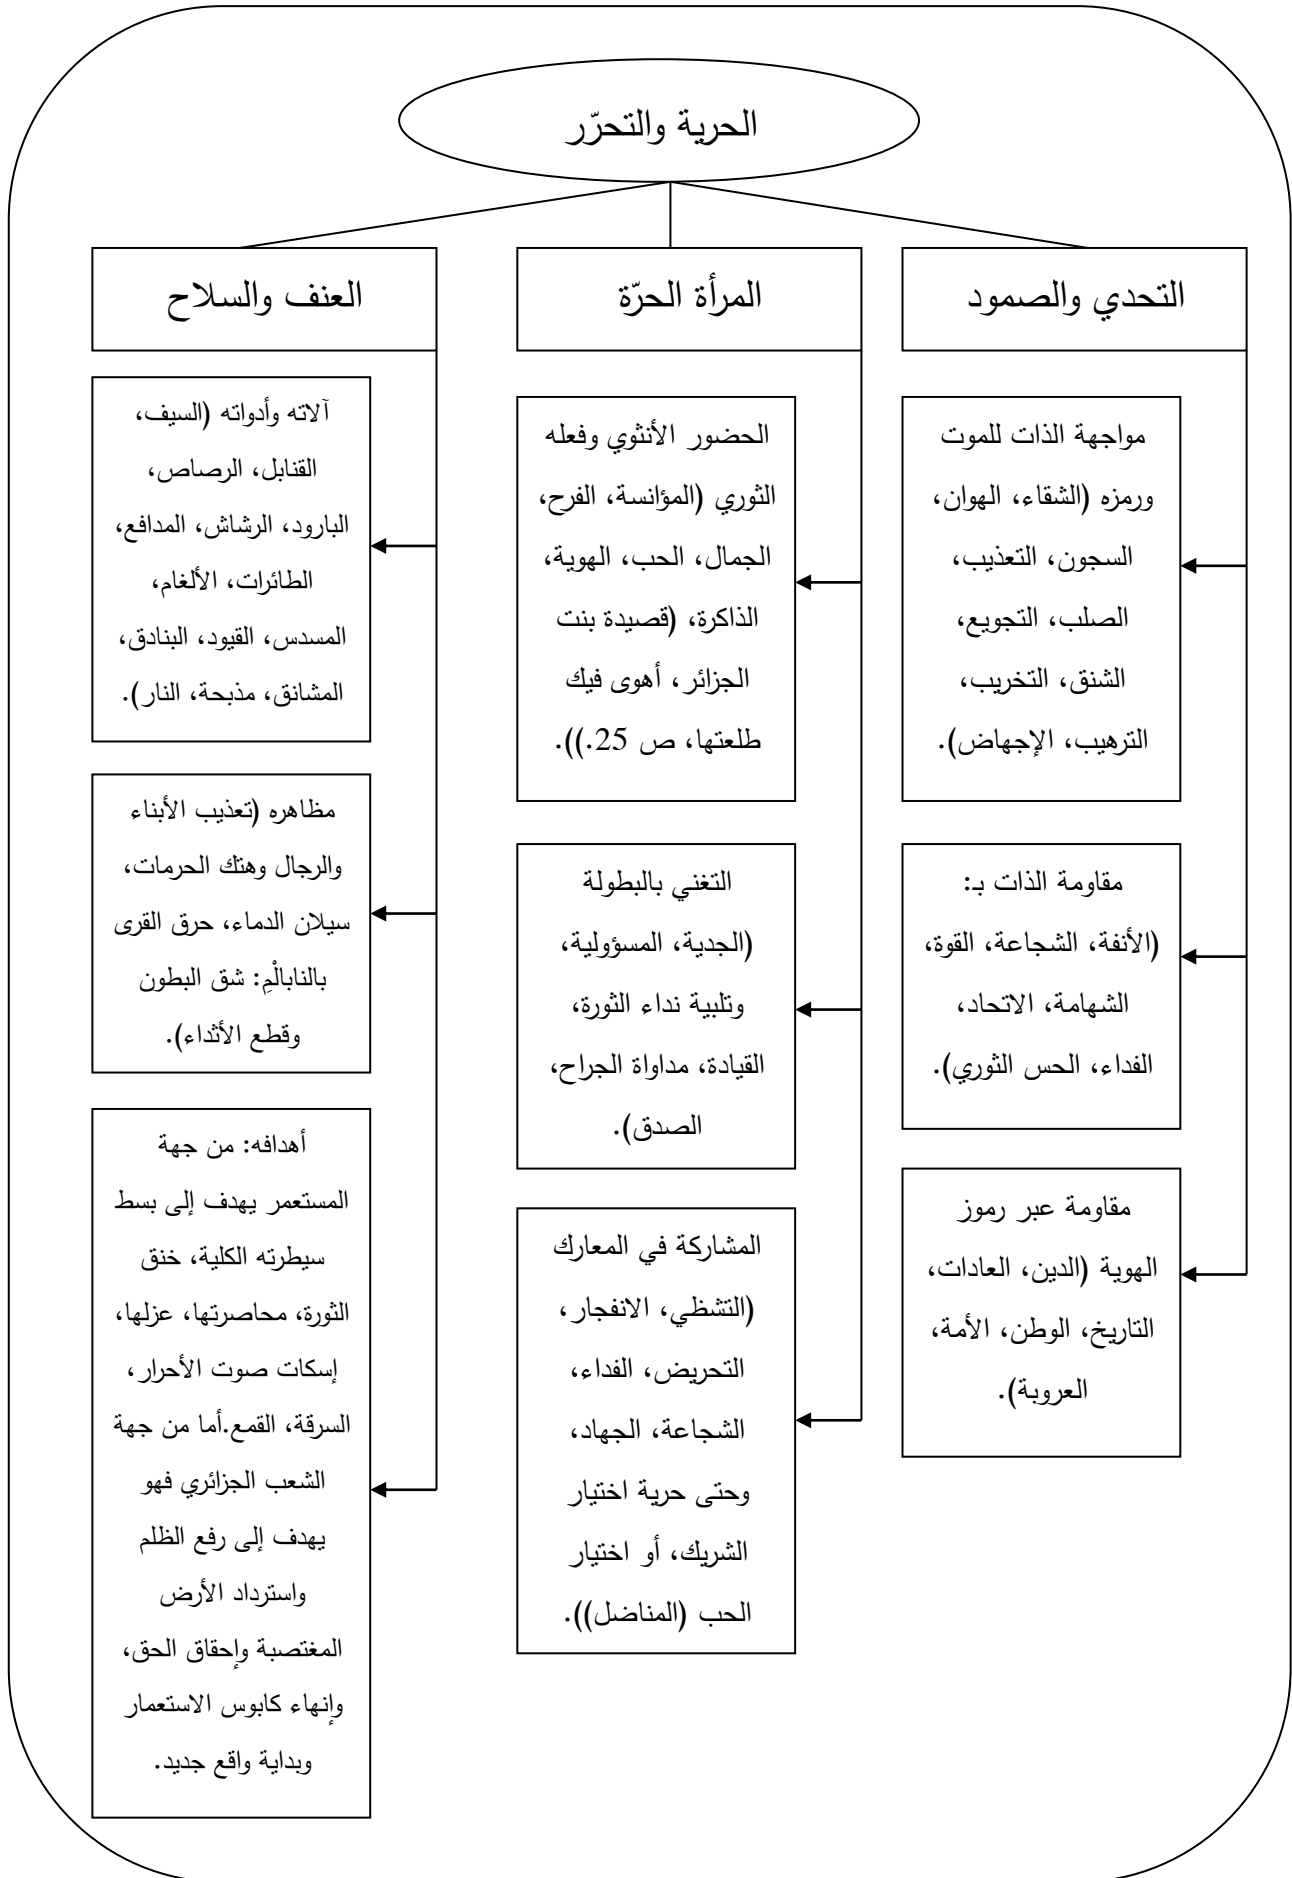 الحرية والتحرّر
التحدي والصمود
مواجهة الذات للموت
ورمزه (الشقاء، الهوان،
السجون، التعذيب،
الصلب، التجويع،
الشنق، التخريب،
الترهيب، الإجهاض).
مقاومة الذات بـ:
(الأنفة، الشجاعة، القوة،
الشهامة، الاتحاد،
الفداء، الحس الثوري).
مقاومة عبر رموز
الهوية (الدين، العادات،
التاريخ، الوطن، الأمة،
العروبة).
المرأة الحرّة
الحضور الأنثوي وفعله
الثوري (المؤانسة، الفرح،
الجمال، الحب، الهوية،
الذاكرة، (قصيدة بنت
الجزائر، أهوى فيك
طلعتها، ص 25.)).
التغني بالبطولة
(الجدية، المسؤولية،
وتلبية نداء الثورة،
القيادة، مداواة الجراح،
الصدق).
المشاركة في المعارك
(التشظي، الانفجار،
التحريض، الفداء،
الشجاعة، الجهاد،
وحتى حرية اختيار
الشريك، أو اختيار
الحب (المناضل)).
العنف والسلاح
آلاته وأدواته (السيف،
القنابل، الرصاص،
البارود، الرشاش، المدافع،
الطائرات، الألغام،
المسدس، القيود، البنادق،
المشانق، مذبحة، النار).
مظاهره (تعذيب الأبناء
والرجال وهتك الحرمات،
سيلان الدماء، حرق القرى
بالنابالْمِ: شق البطون
وقطع الأثداء).
أهدافه: من جهة
المستعمر يهدف إلى بسط
سيطرته الكلية، خنق
الثورة، محاصرتها، عزلها،
إسكات صوت الأحرار،
السرقة، القمع.أما من جهة
الشعب الجزائري فهو
يهدف إلى رفع الظلم
واسترداد الأرض
المغتصبة وإحقاق الحق،
وإنهاء كابوس الاستعمار
وبداية واقع جديد.